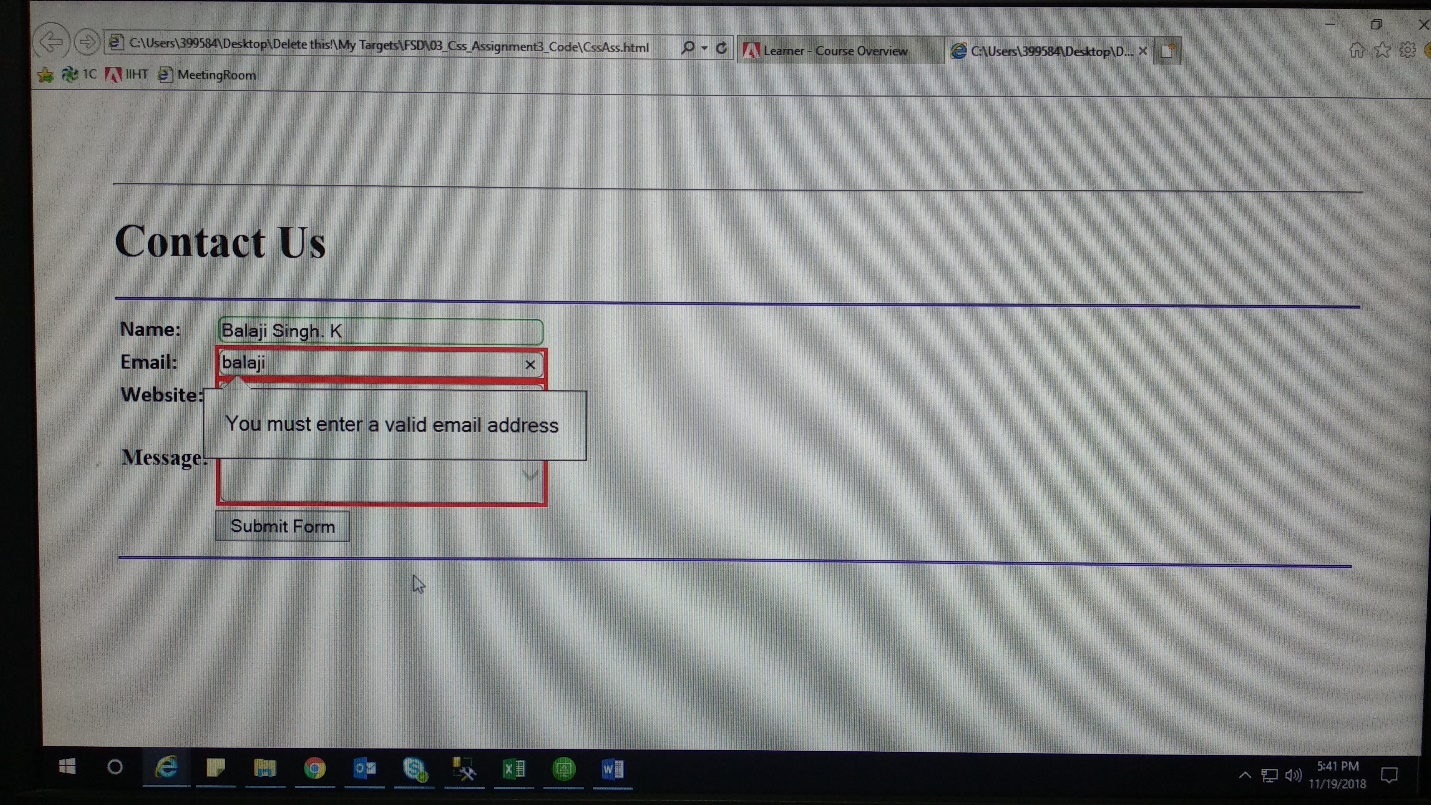 C:\Users\399584\Desktop\Delete this!\My Targets\FSD\03_Css_Assignment3_Code\CssAss.html
Learner - Course Overview
C:\Users\399584\Desktop\D...
1C
IIHT
MeetingRoom
Contact Us
Name:
Balaji Singh. K
Email:
balaji
Website:
You must enter a valid email address
Message:
Submit Form
5:41 PM
11/19/2018